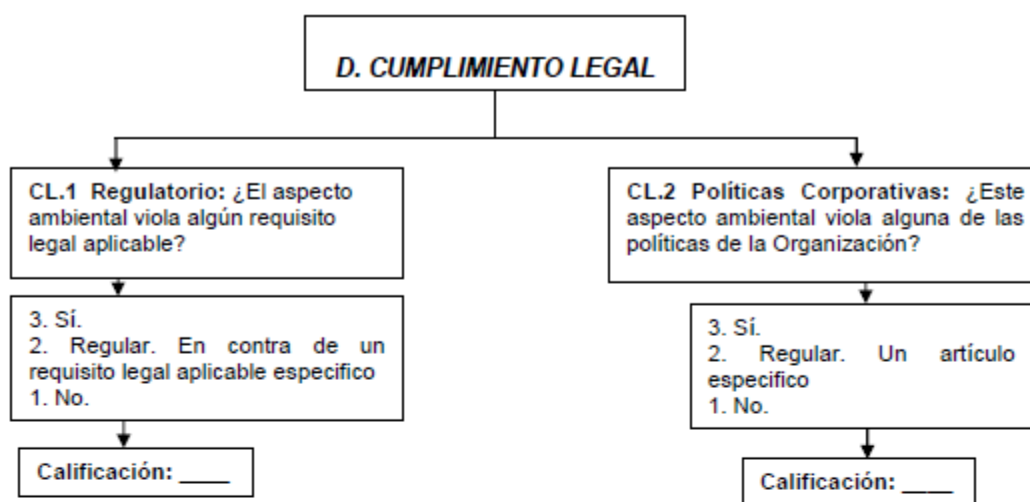 D. CUMPLIMIENTO LEGAL
CL.1 Regulatorio: ¿El aspecto
ambiental viola algún requisito
legal aplicable?
3. Sí.
2. Regular. En contra de un
requisito legal aplicable especifico
1. No.
Calificación: ____
CL.2 Políticas Corporativas: ¿Este
aspecto ambiental viola alguna de las
políticas de la Organización?
3. Sí.
2. Regular. Un artículo
especifico
1. No.
Calificación: ____